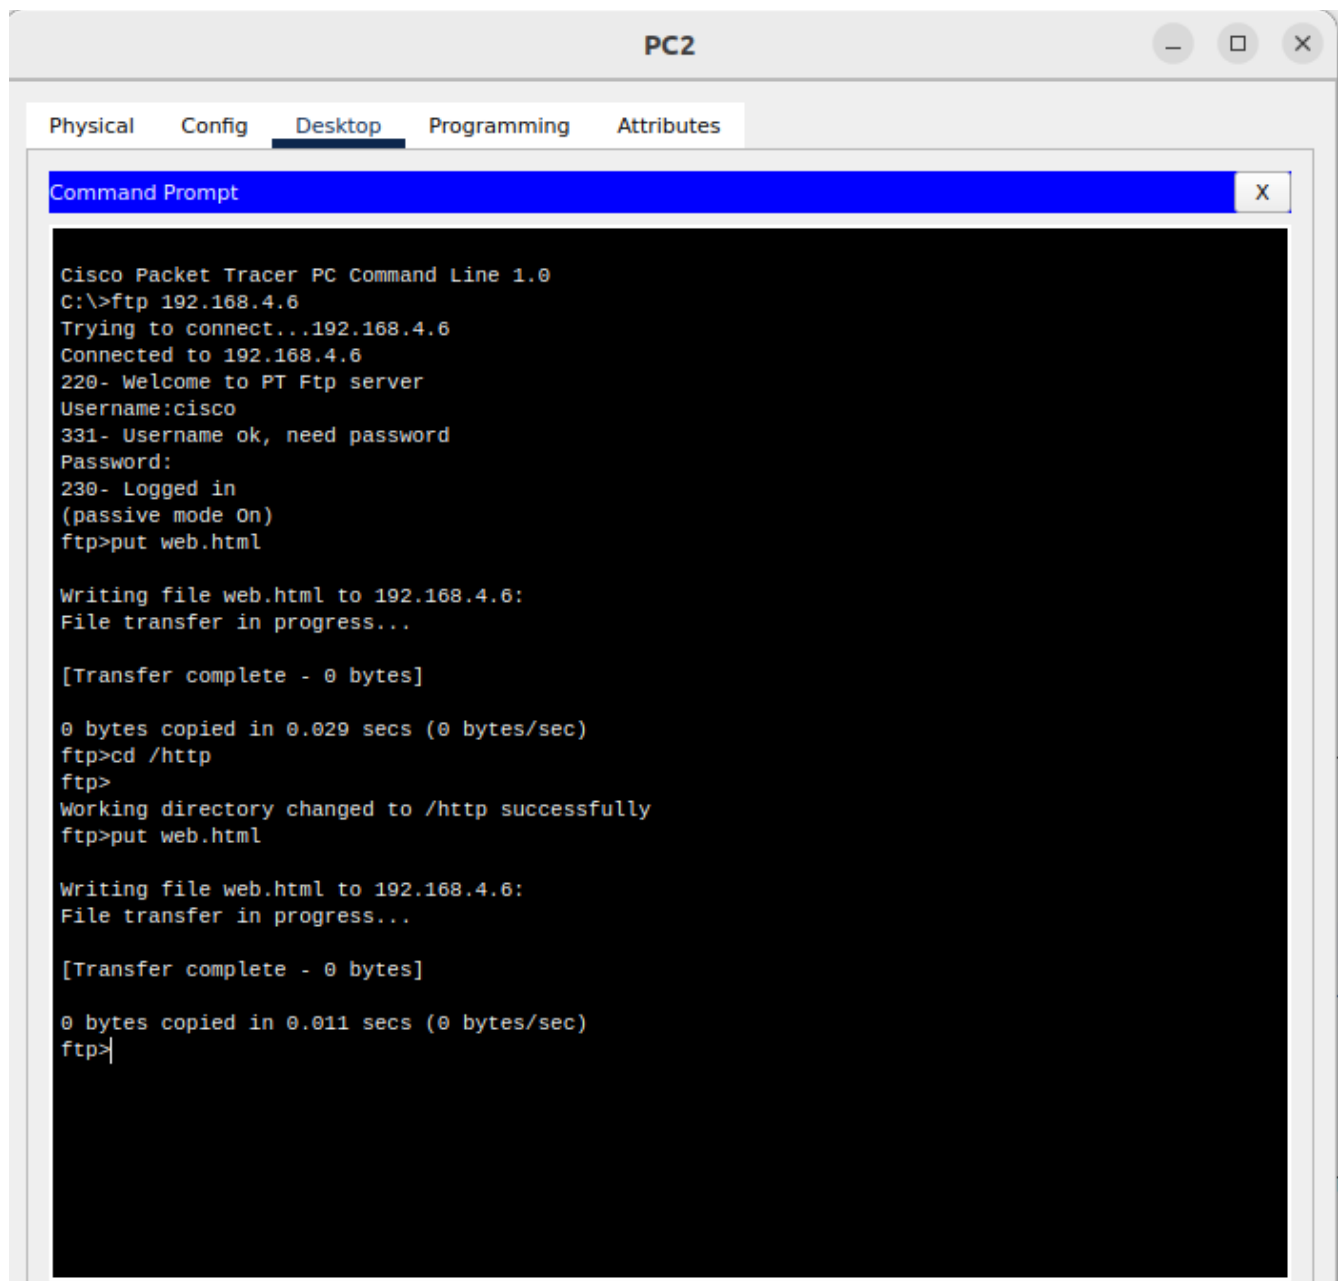 PC2
Physical Config Desktop Programming Attributes
Command Prompt X
Cisco Packet Tracer PC Command Line 1.0
C:\>ftp 192.168.4.6
Trying to connect...192.168.4.6
Connected to 192.168.4.6
220- Welcome to PT Ftp server
Username:cisco
331- Username ok, need password
Password:
230- Logged in
(passive mode On)
ftp>put web.html
Writing file web.html to 192.168.4.6:
File transfer in progress...
[Transfer complete - 0 bytes]
0 bytes copied in 0.029 secs (0 bytes/sec)
ftp>cd /http
ftp>
Working directory changed to /http successfully
ftp>put web.html
Writing file web.html to 192.168.4.6:
File transfer in progress...
[Transfer complete - 0 bytes]
0 bytes copied in 0.011 secs (0 bytes/sec)
ftp>